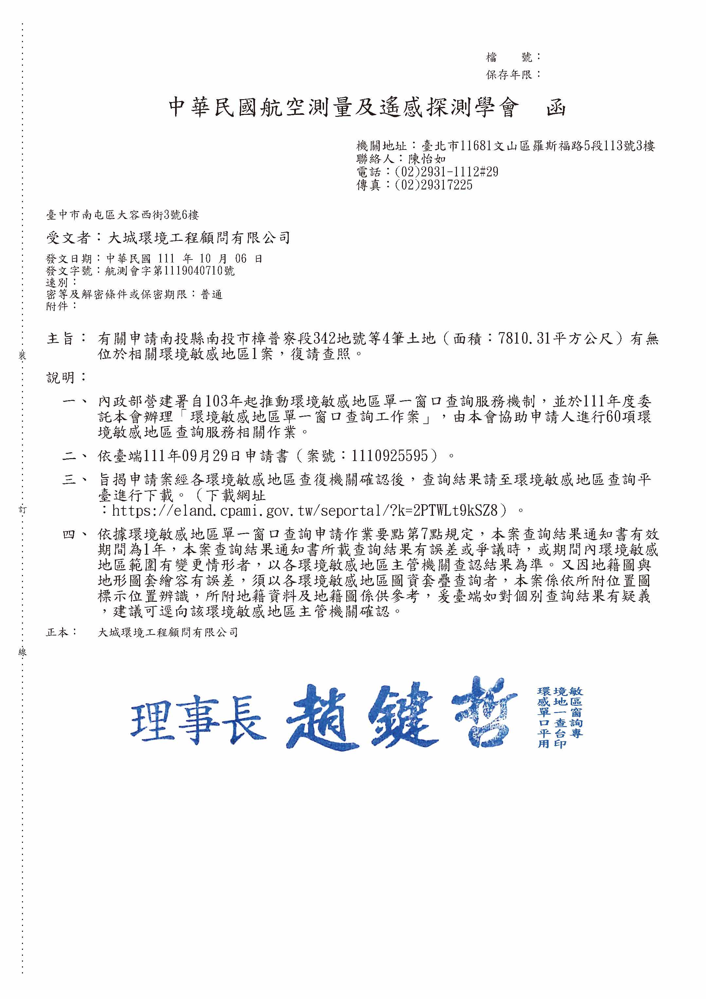 檔　　號：
保存年限：
中華民國航空測量及遙感探測學會　函
機關地址：臺北市11681文山區羅斯福路5段113號3樓
聯絡人：陳怡如
電話：(02)2931-1112#29
傳真：(02)29317225
臺中市南屯區大容西街3號6樓
受文者：大城環境工程顧問有限公司
發文日期：中華民國 111 年 10 月 06 日
發文字號：航測會字第1119040710號
速別：
密等及解密條件或保密期限：普通
附件：
主旨：有關申請南投縣南投市樟普寮段342地號等4筆土地（面積：7810.31平方公尺）有無
位於相關環境敏感地區1案，復請查照。
裝
說明：
一、內政部營建署自103年起推動環境敏感地區單一窗口查詢服務機制，並於111年度委
託本會辦理「環境敏感地區單一窗口查詢工作案」，由本會協助申請人進行60項環
境敏感地區查詢服務相關作業。
二、依臺端111年09月29日申請書（案號：1110925595）。
三、旨揭申請案經各環境敏感地區查復機關確認後，查詢結果請至環境敏感地區查詢平
臺進行下載。（下載網址
：https://eland.cpami.gov.tw/seportal/?k=2PTWLt9kSZ8）。
訂
四、依據環境敏感地區單一窗口查詢申請作業要點第7點規定，本案查詢結果通知書有效
期間為1年，本案查詢結果通知書所載查詢結果有誤差或爭議時，或期間內環境敏感
地區範圍有變更情形者，以各環境敏感地區主管機關查認結果為準。又因地籍圖與
地形圖套繪容有誤差，須以各環境敏感地區圖資套疊查詢者，本案係依所附位置圖
標示位置辨識，所附地籍資料及地籍圖係供參考，爰臺端如對個別查詢結果有疑義
，建議可逕向該環境敏感地區主管機關確認。
正本：　大城環境工程顧問有限公司
線
理事長 趙鍵哲
環境敏
感地區
單一窗
口查詢
平台專
用印